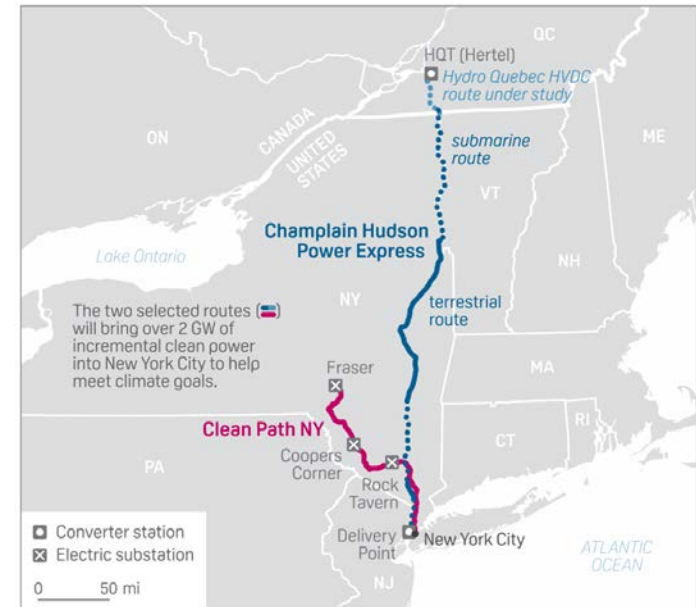 QC
HQT (Hertel)
Hydro Quebec HVDC
route under study
ON
CANADA
UNITED
STATES
ME
submarine
route
VT
Champlain Hudson
Power Express
Lake Ontario
NH
NY
terrestrial
route
The two selected routes (
)
will bring over 2 GW of
incremental clean power
into New York City to help
meet climate goals.
MA
Fraser
Clean Path NY
CT
RI
PA
Coopers
Corner
Rock
Tavern
Converter station
Electric substation
Delivery
Point
New York City
ATLANTIC
OCEAN
0 50 mi
NJ